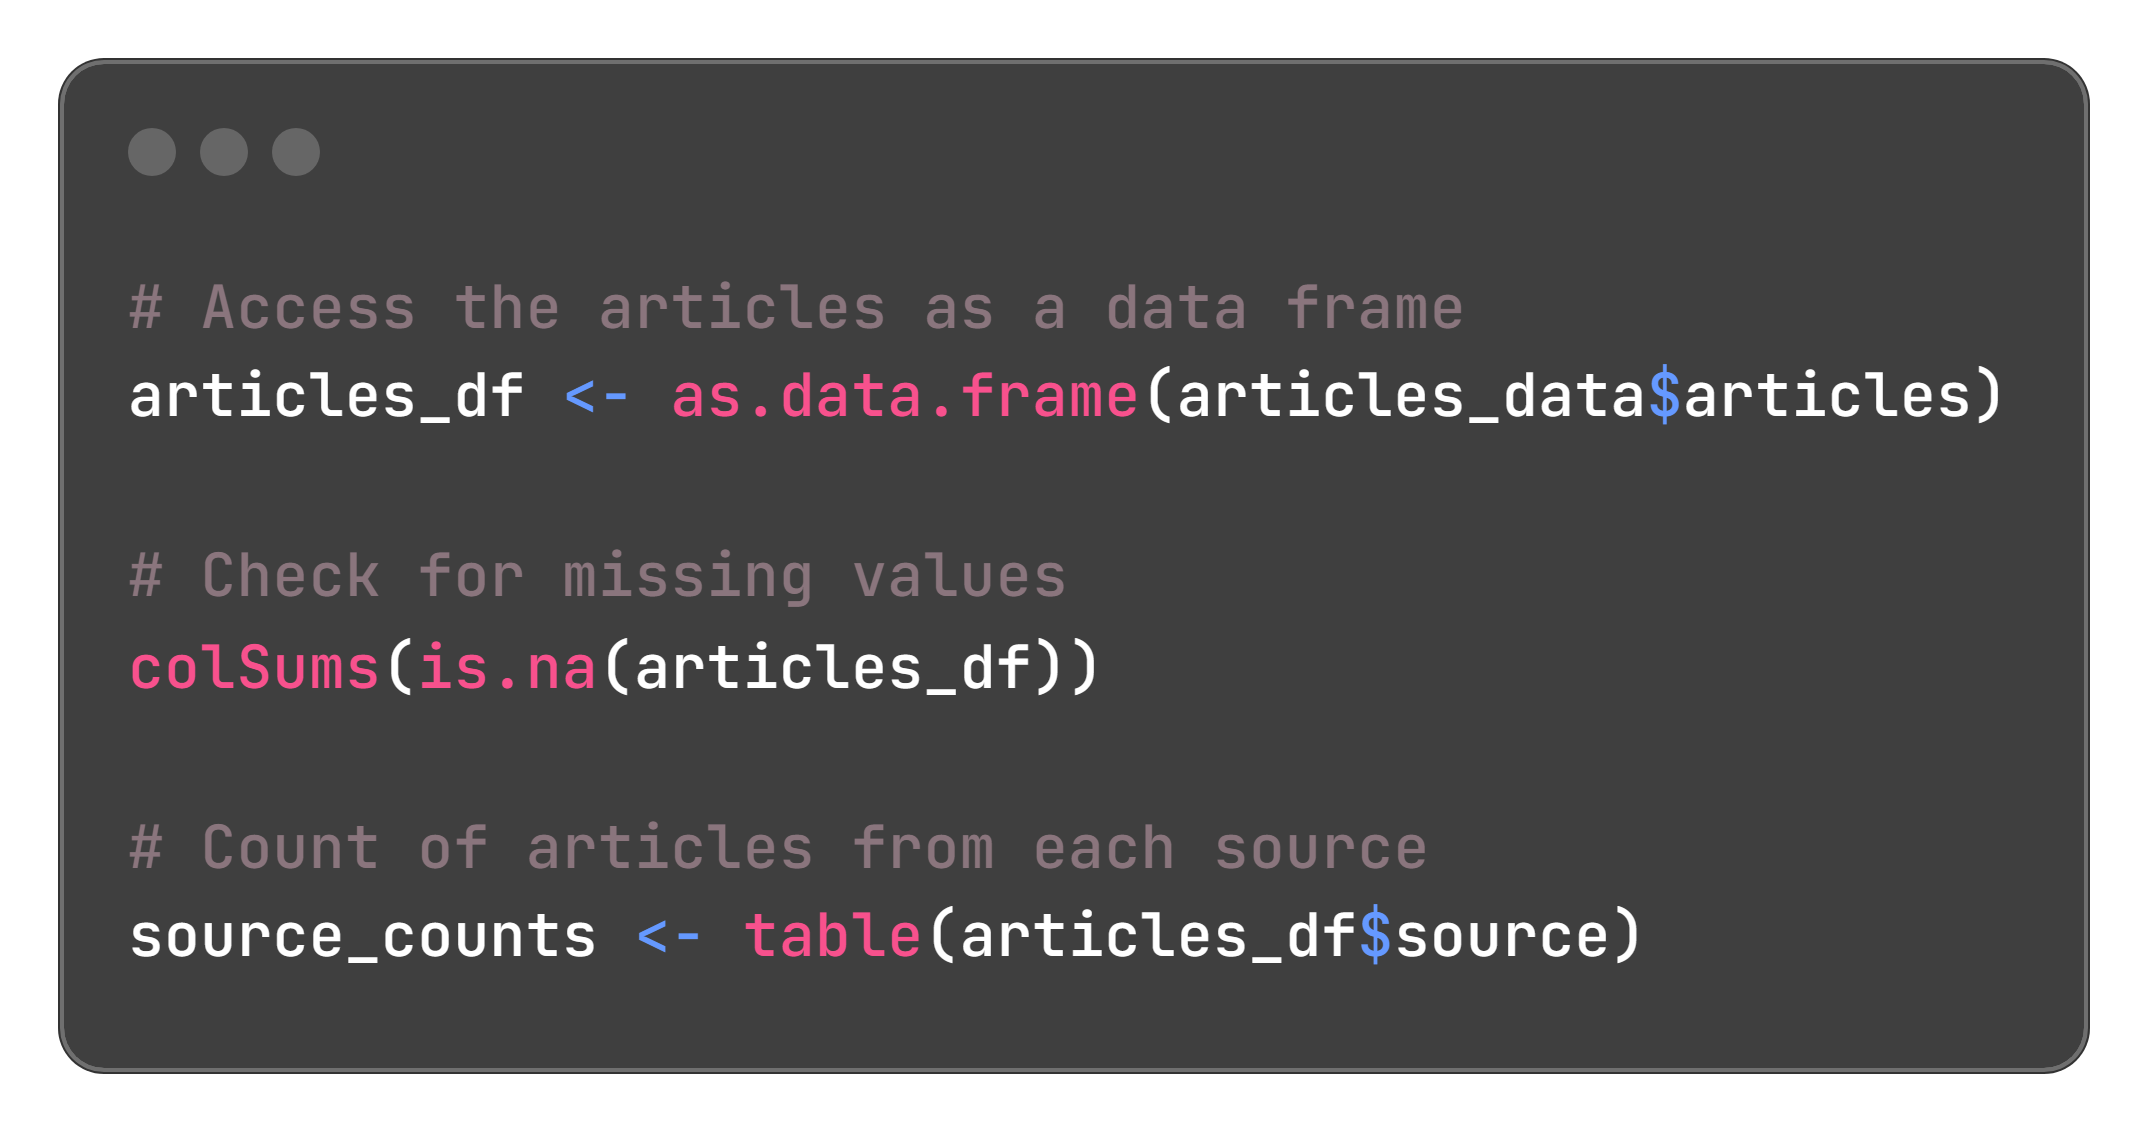 # Access the articles as a data frame
articles_df <- as.data.frame(articles_data$articles)
# Check for missing values
colSums(is.na(articles_df))
# Count of articles from each source
source_counts <- table(articles_df$source)